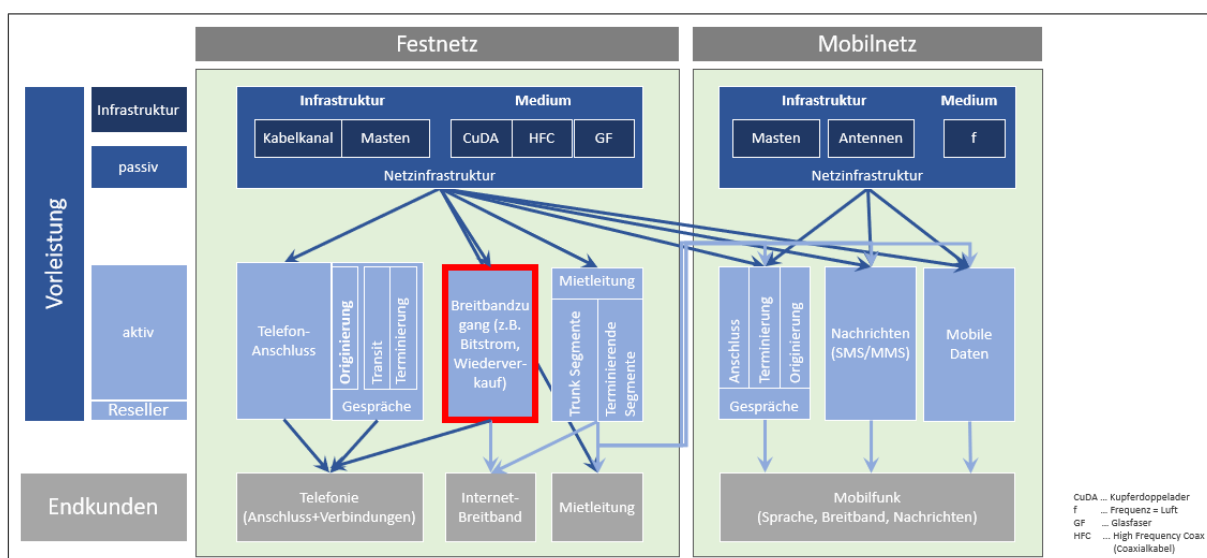 Festnetz
Mobilnetz
Vorleistung
Infrastruktur
passiv
aktiv
Reseller
Endkunden
Infrastruktur
Medium
Kabelkanal
Masten
CuDA
HFC
GF
Netzinfrastruktur
Infrastruktur
Medium
Masten
Antennen
f
Netzinfrastruktur
Telefon-
Anschluss
Originierung
Transit
Terminierung
Gespräche
Breitbandzu
gang (z.B.
Bitstrom,
Wiederver-
kauf)
Mietleitung
Trunk Segmente
Terminierende
Segmente
Anschluss
Terminierung
Originierung
Gespräche
Nachrichten
(SMS/MMS)
Mobile
Daten
Telefonie
(Anschluss+Verbindungen)
Internet-
Breitband
Mietleitung
Mobilfunk
(Sprache, Breitband, Nachrichten)
CuDA ... Kupferdoppelader
f ... Frequenz = Luft
GF ... Glasfaser
HFC ... High Frequency Coax
(Coaxialkabel)